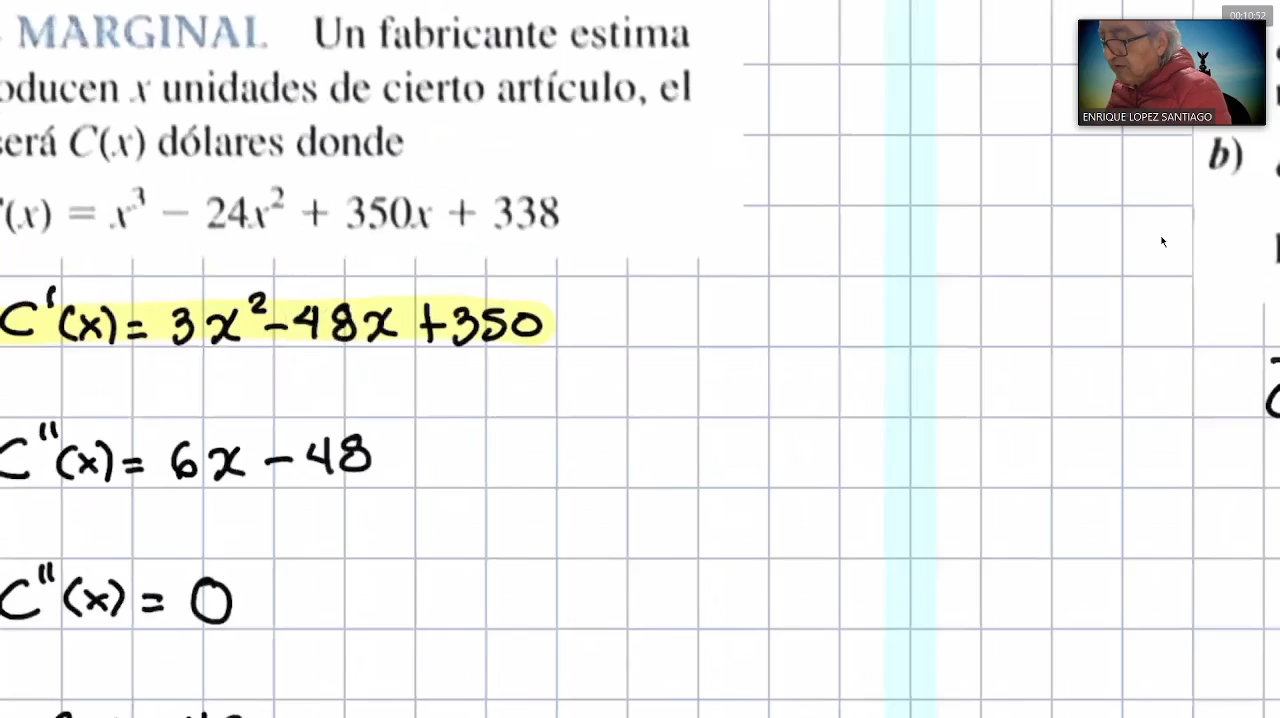 MARGINAL Un fabricante estima
oducen x unidades de cierto artículo, el
será C(x) dólares donde
(x) = x³ − 24x² + 350x + 338
C'(x) = 3x² - 48x + 350
C''(x) = 6x - 48
C''(x) = 0
00:10:52
ENRIQUE LOPEZ SANTIAGO
b)